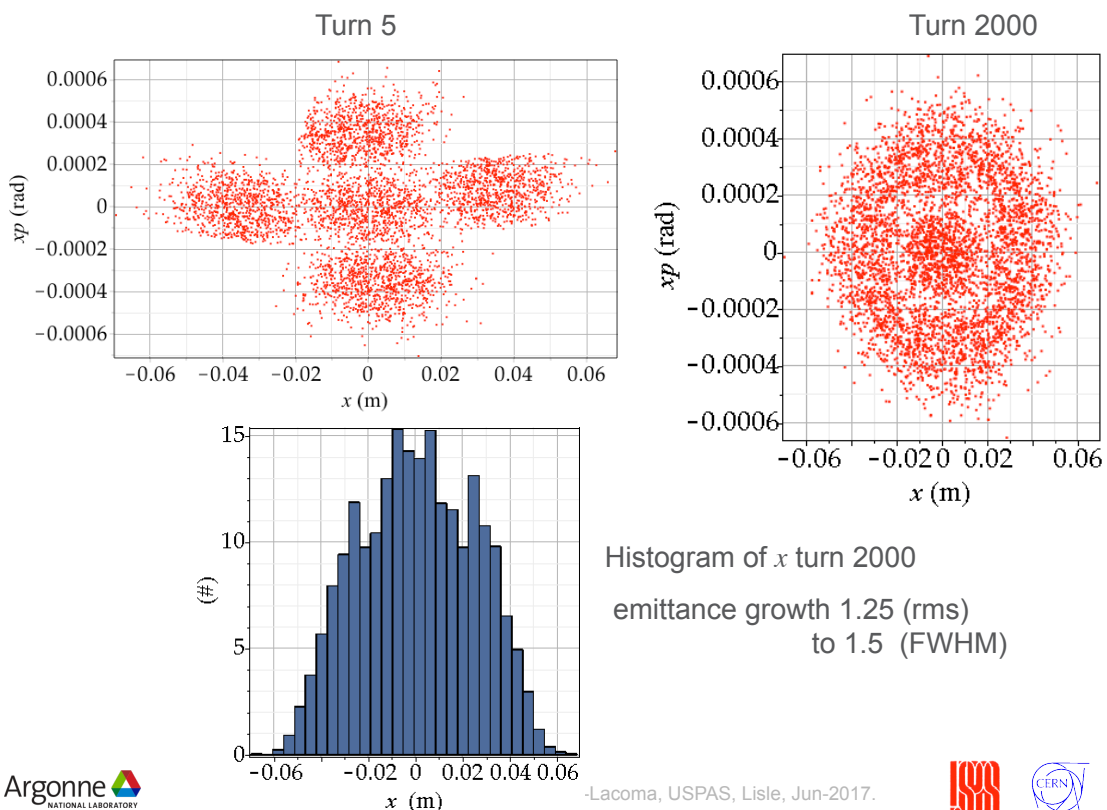 Turn 5
Turn 2000
0.0006
0.0004
0.0002
0
−0.0002
−0.0004
−0.0006
xp (rad)
−0.06 −0.04 −0.02 0 0.02 0.04 0.06
x (m)
0.0006
0.0004
0.0002
0
−0.0002
−0.0004
−0.0006
xp (rad)
−0.06 −0.02 0 0.02 0.06
x (m)
15
10
5
0
(#)
−0.06 −0.02 0 0.02 0.04 0.06
x (m)
Histogram of x turn 2000
emittance growth 1.25 (rms)
to 1.5 (FWHM)
Argonne
NATIONAL LABORATORY
-Lacoma, USPAS, Lisle, Jun-2017.
CERN